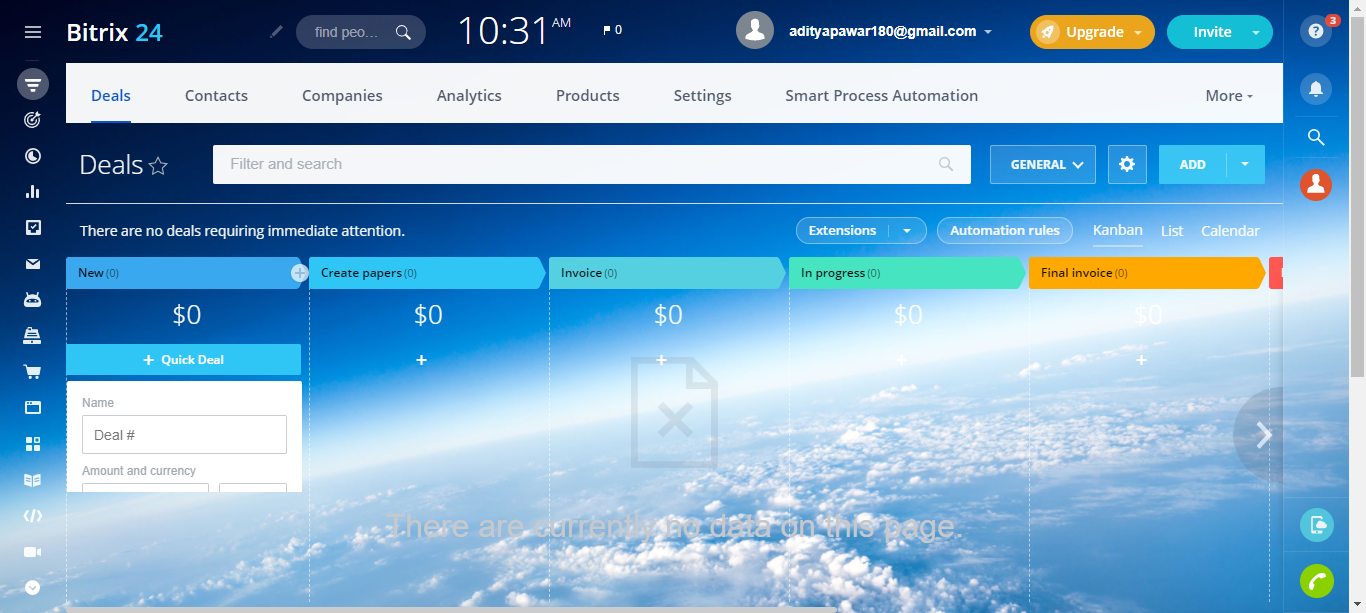 Bitrix 24
find peo...
10:31 AM
0
adityapawar180@gmail.com
Upgrade
Invite
3
Deals
Contacts
Companies
Analytics
Products
Settings
Smart Process Automation
More
Deals
Filter and search
GENERAL
ADD
There are no deals requiring immediate attention.
Extensions
Automation rules
Kanban
List
Calendar
New (0)
Create papers (0)
Invoice (0)
In progress (0)
Final invoice (0)
$0
$0
$0
$0
$0
+ Quick Deal
+
+
+
+
Name
Deal #
Amount and currency
There are currently no data on this page.